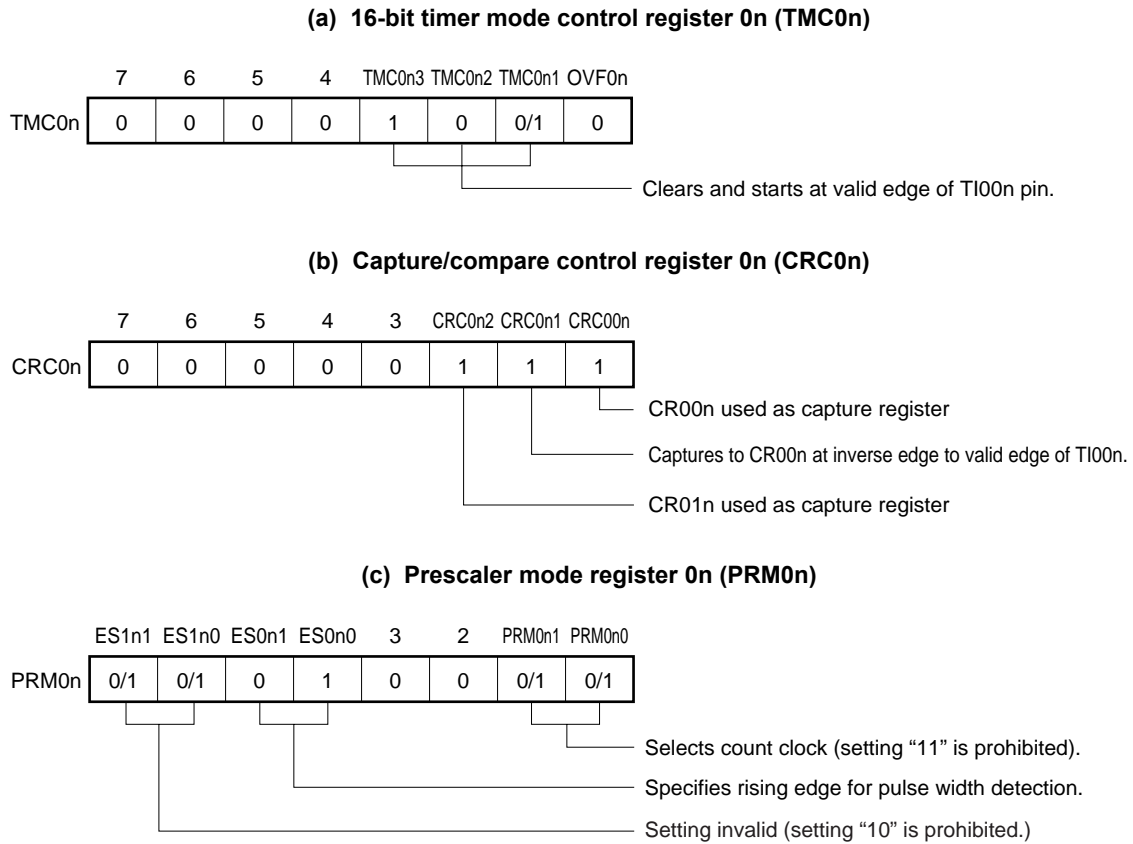 (a) 16-bit timer mode control register 0n (TMC0n)
7 6 5 4 TMC0n3 TMC0n2 TMC0n1 OVF0n
TMC0n 0 0 0 0 1 0 0/1 0
Clears and starts at valid edge of TI00n pin.
(b) Capture/compare control register 0n (CRC0n)
7 6 5 4 3 CRC0n2 CRC0n1 CRC00n
CRC0n 0 0 0 0 0 1 1 1
CR00n used as capture register
Captures to CR00n at inverse edge to valid edge of TI00n.
CR01n used as capture register
(c) Prescaler mode register 0n (PRM0n)
ES1n1 ES1n0 ES0n1 ES0n0 3 2 PRM0n1 PRM0n0
PRM0n 0/1 0/1 0 1 0 0 0/1 0/1
Selects count clock (setting “11” is prohibited).
Specifies rising edge for pulse width detection.
Setting invalid (setting “10” is prohibited.)